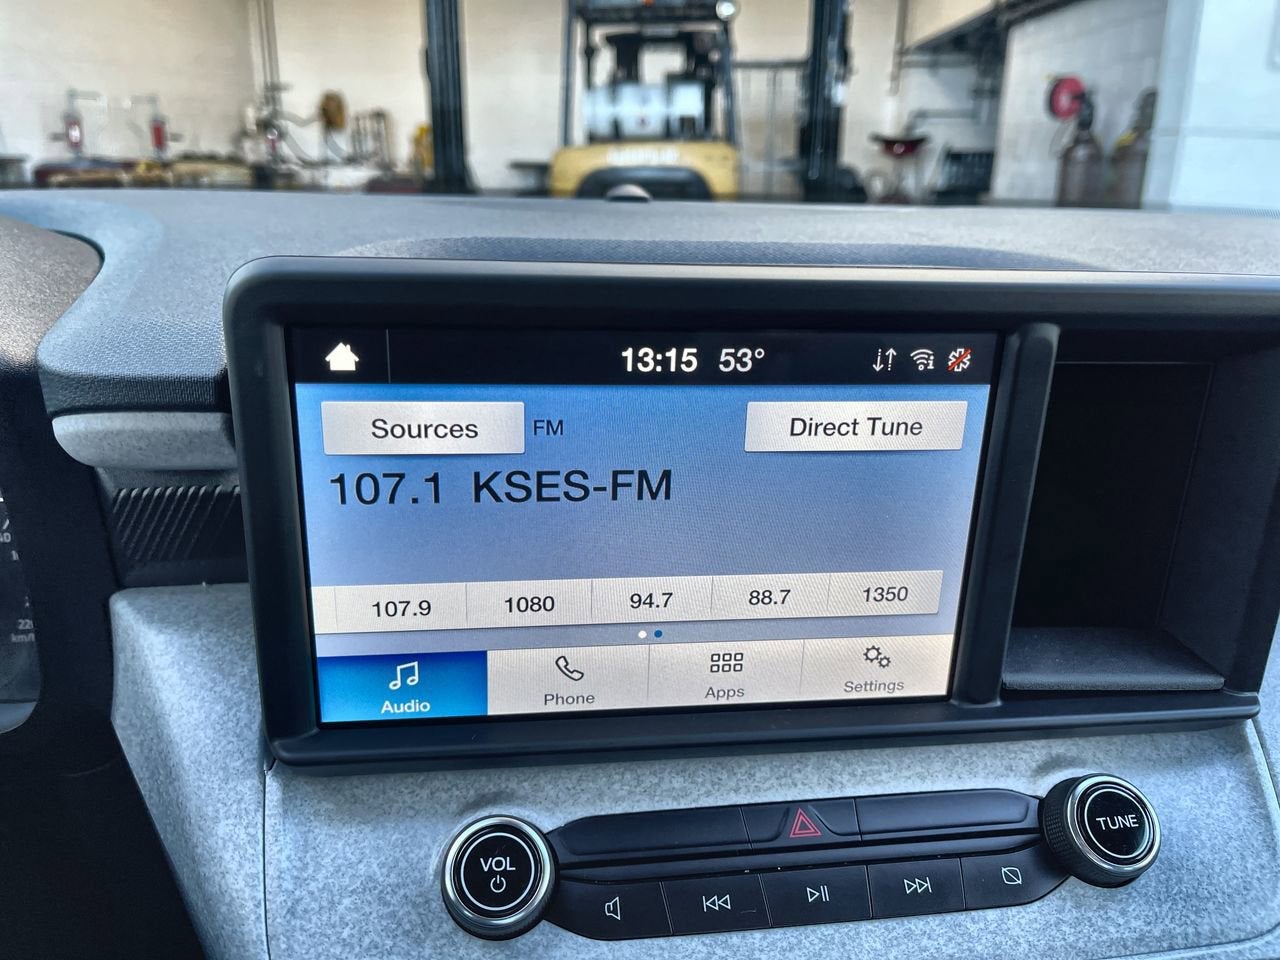 13:15 53°
Sources FM Direct Tune
107.1 KSES-FM
107.9 1080 94.7 88.7 1350
Audio Phone Apps Settings
VOL
TUNE
km/h